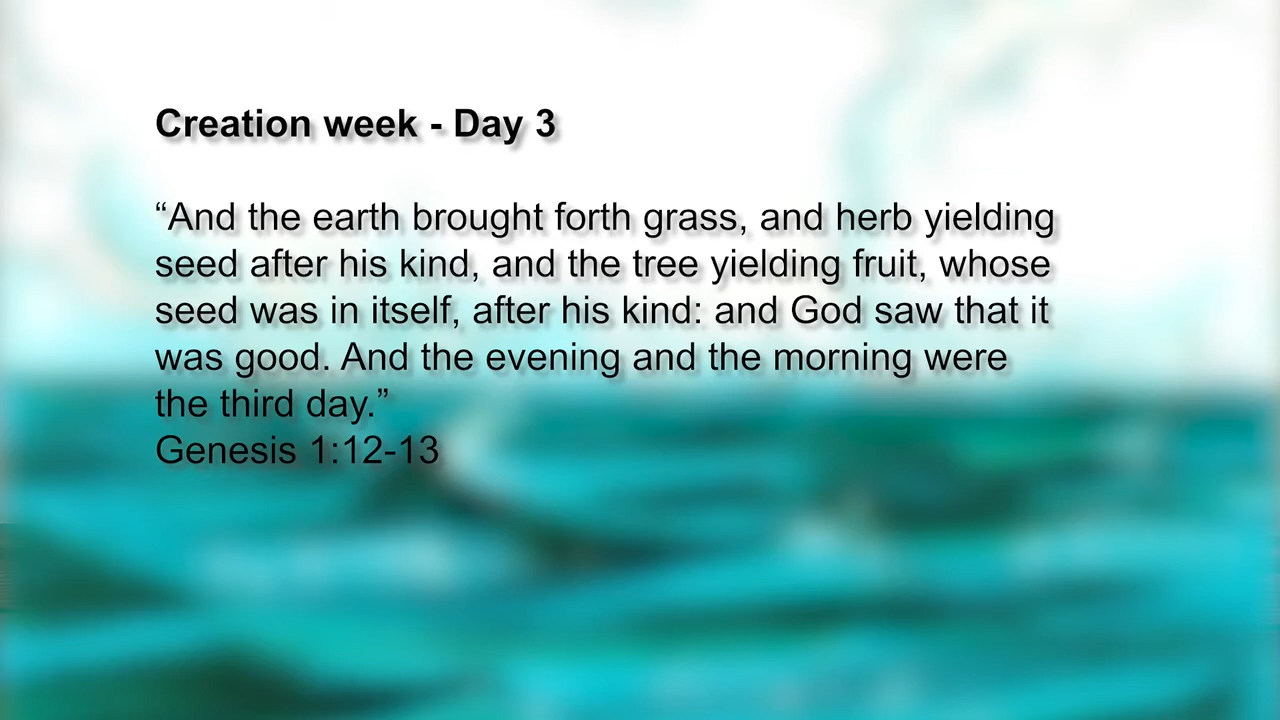 Creation week - Day 3
“And the earth brought forth grass, and herb yielding
seed after his kind, and the tree yielding fruit, whose
seed was in itself, after his kind: and God saw that it
was good. And the evening and the morning were
the third day.”
Genesis 1:12-13